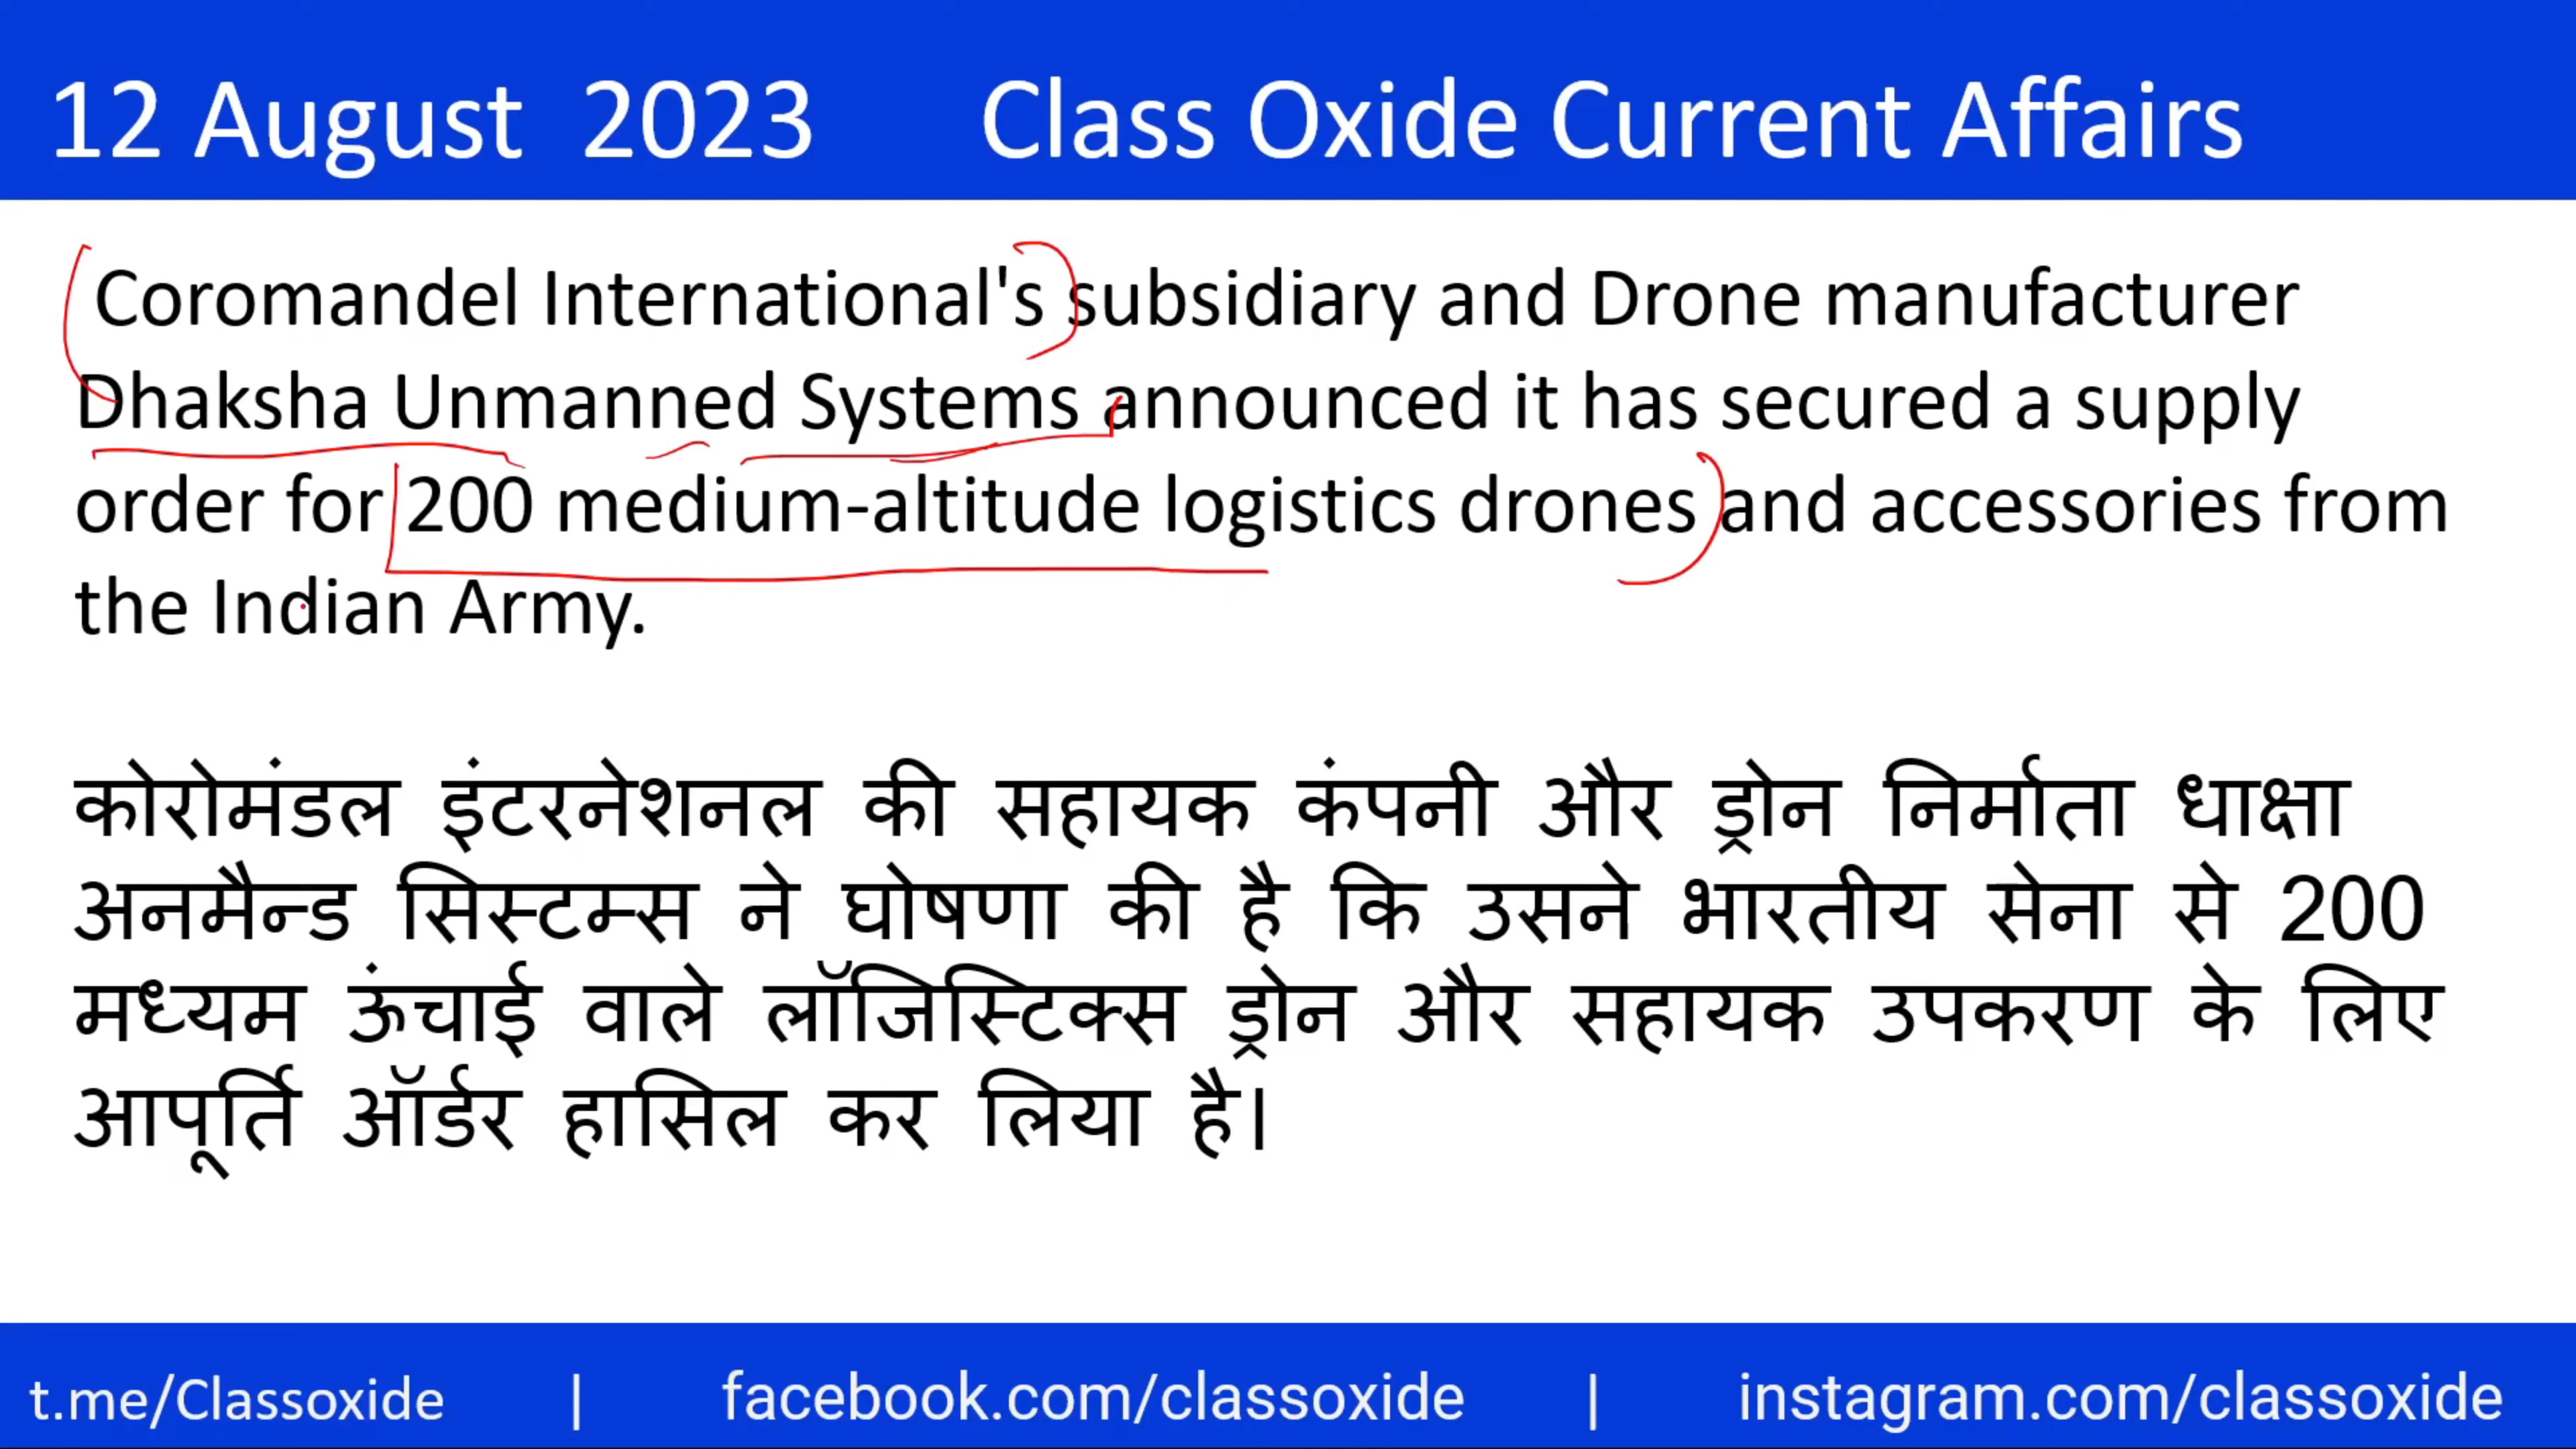 12 August 2023 Class Oxide Current Affairs
Coromandel International's subsidiary and Drone manufacturer
Dhaksha Unmanned Systems announced it has secured a supply
order for 200 medium-altitude logistics drones and accessories from
the Indian Army.
कोरोमंडल इंटरनेशनल की सहायक कंपनी और ड्रोन निर्माता धाक्षा
अनमैन्ड सिस्टम्स ने घोषणा की है कि उसने भारतीय सेना से 200
मध्यम ऊंचाई वाले लॉजिस्टिक्स ड्रोन और सहायक उपकरण के लिए
आपूर्ति ऑर्डर हासिल कर लिया है।
t.me/Classoxide | facebook.com/classoxide | instagram.com/classoxide